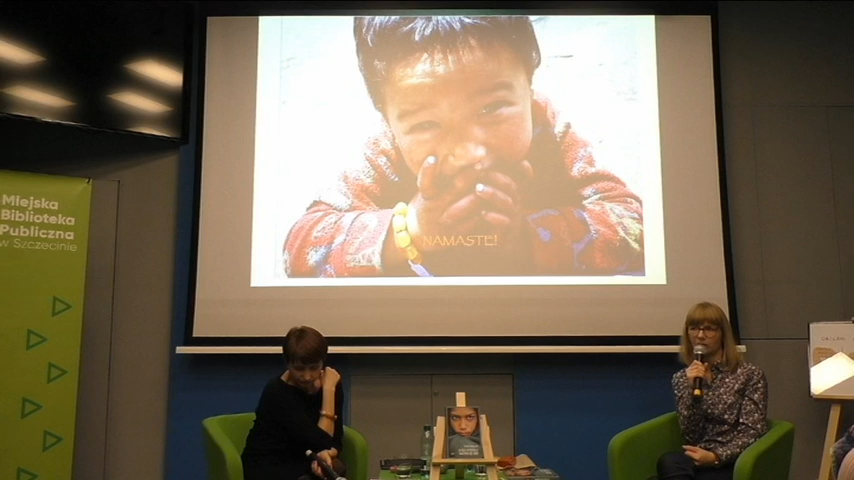 Miejska
Biblioteka
Publiczna
w Szczecinie
NAMASTE!